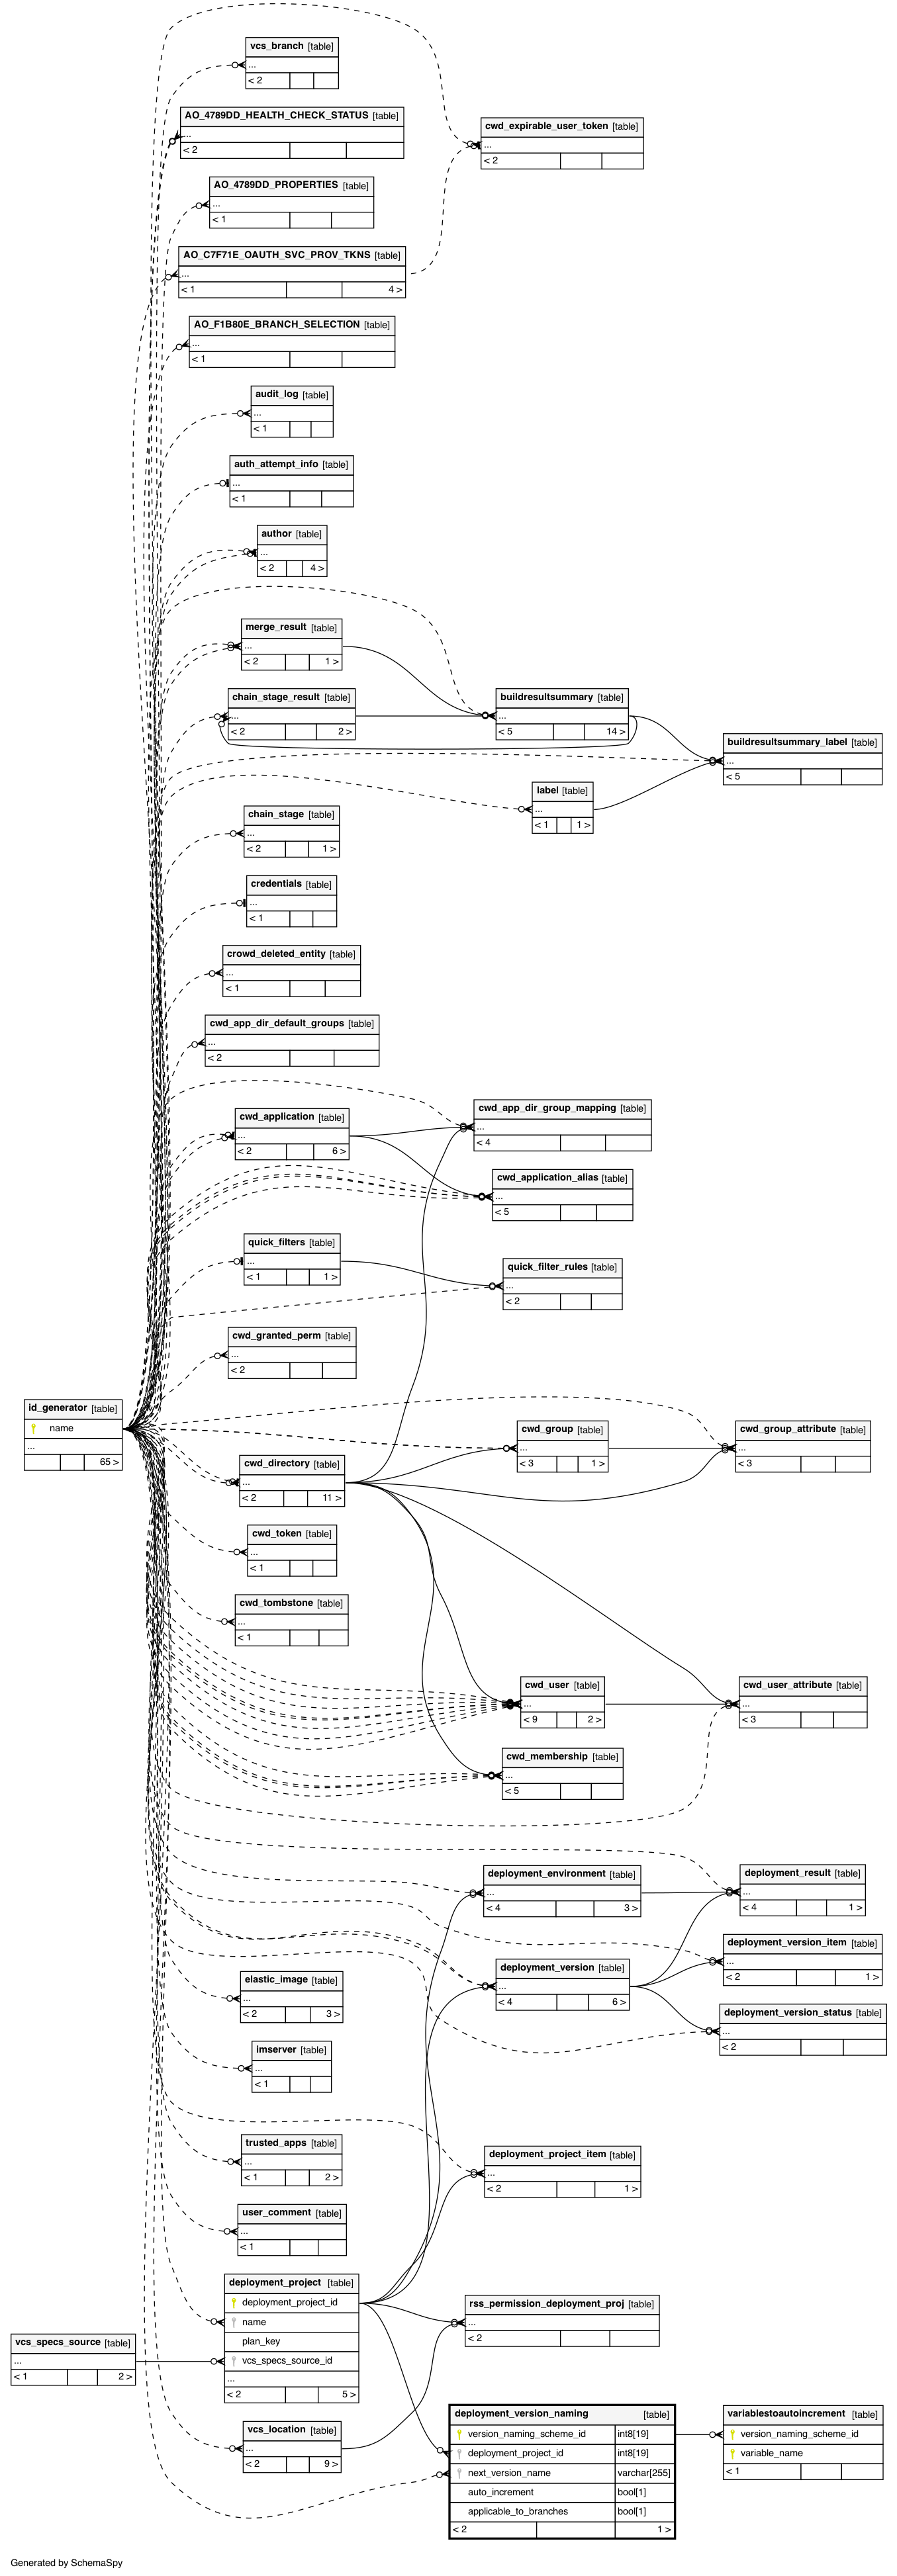 vcs_branch [table]
...
< 2
AO_4789DD_HEALTH_CHECK_STATUS [table]
...
< 2
cwd_expirable_user_token [table]
...
< 2
AO_4789DD_PROPERTIES [table]
...
< 1
AO_C7F71E_OAUTH_SVC_PROV_TKNS [table]
...
< 1 4 >
AO_F1B80E_BRANCH_SELECTION [table]
...
< 1
audit_log [table]
...
< 1
auth_attempt_info [table]
...
< 1
author [table]
...
< 2 4 >
merge_result [table]
...
< 2 1 >
chain_stage_result [table]
...
< 2 2 >
buildresultsummary [table]
...
< 5 14 >
buildresultsummary_label [table]
...
< 5
label [table]
...
< 1 1 >
chain_stage [table]
...
< 2 1 >
credentials [table]
...
< 1
crowd_deleted_entity [table]
...
< 1
cwd_app_dir_default_groups [table]
...
< 2
cwd_application [table]
...
< 2 6 >
cwd_app_dir_group_mapping [table]
...
< 4
cwd_application_alias [table]
...
< 5
quick_filters [table]
...
< 1 1 >
quick_filter_rules [table]
...
< 2
cwd_granted_perm [table]
...
< 2
id_generator [table]
name
...
65 >
cwd_directory [table]
...
< 2 11 >
cwd_group [table]
...
< 3 1 >
cwd_group_attribute [table]
...
< 3
cwd_token [table]
...
< 1
cwd_tombstone [table]
...
< 1
cwd_user [table]
...
< 9 2 >
cwd_user_attribute [table]
...
< 3
cwd_membership [table]
...
< 5
deployment_environment [table]
...
< 4 3 >
deployment_result [table]
...
< 4 1 >
deployment_version_item [table]
...
< 2 1 >
deployment_version [table]
...
< 4 6 >
deployment_version_status [table]
...
< 2
elastic_image [table]
...
< 2 3 >
imserver [table]
...
< 1
trusted_apps [table]
...
< 1 2 >
deployment_project_item [table]
...
< 2 1 >
user_comment [table]
...
< 1
deployment_project [table]
deployment_project_id
name
plan_key
vcs_specs_source_id
...
< 2 5 >
vcs_specs_source [table]
...
< 1 2 >
rss_permission_deployment_proj [table]
...
< 2
vcs_location [table]
...
< 2 9 >
deployment_version_naming [table]
version_naming_scheme_id int8[19]
deployment_project_id int8[19]
next_version_name varchar[255]
auto_increment bool[1]
applicable_to_branches bool[1]
< 2 1 >
variablestoautoincrement [table]
version_naming_scheme_id
variable_name
< 1
Generated by SchemaSpy